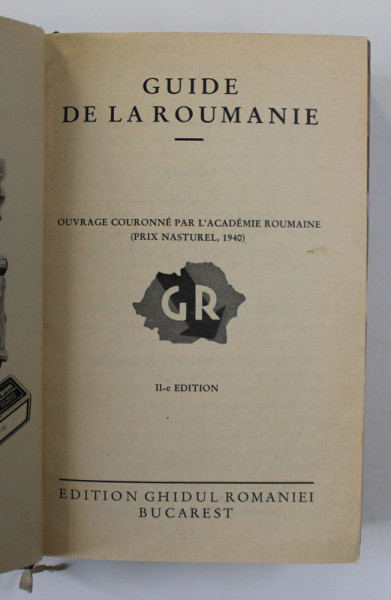 GUIDE
DE LA ROUMANIE
OUVRAGE COURONNÉ PAR L'ACADÉMIE ROUMAINE
(PRIX NASTUREL, 1940)
GR
II-e EDITION
EDITION GHIDUL ROMANIEI
BUCAREST